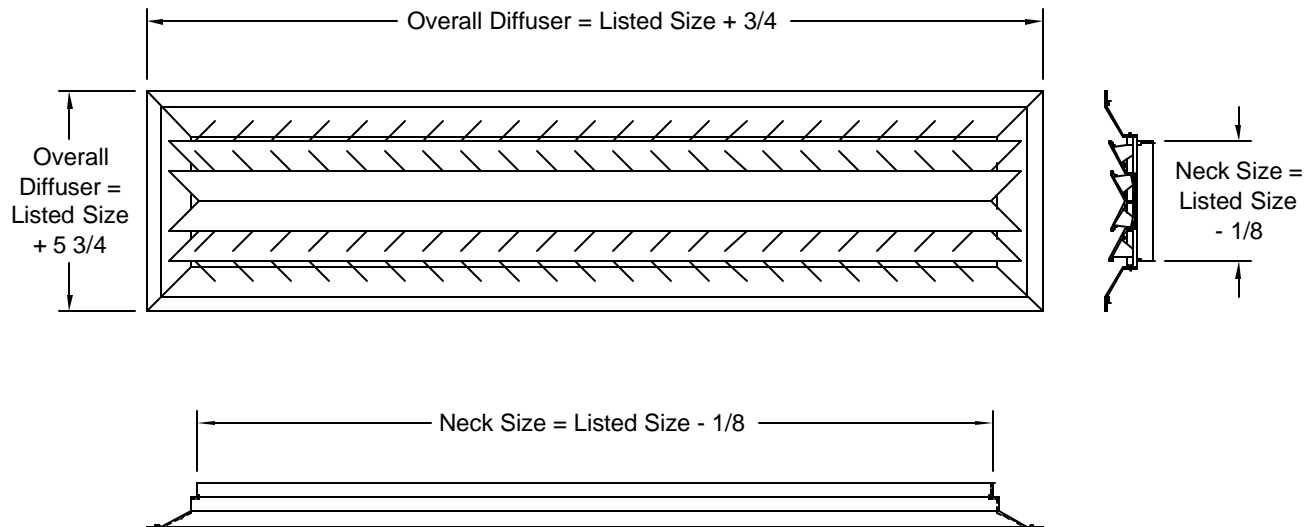 Overall Diffuser = Listed Size + 3/4
Overall
Diffuser =
Listed Size
+ 5 3/4
Neck Size =
Listed Size
- 1/8
Neck Size = Listed Size - 1/8